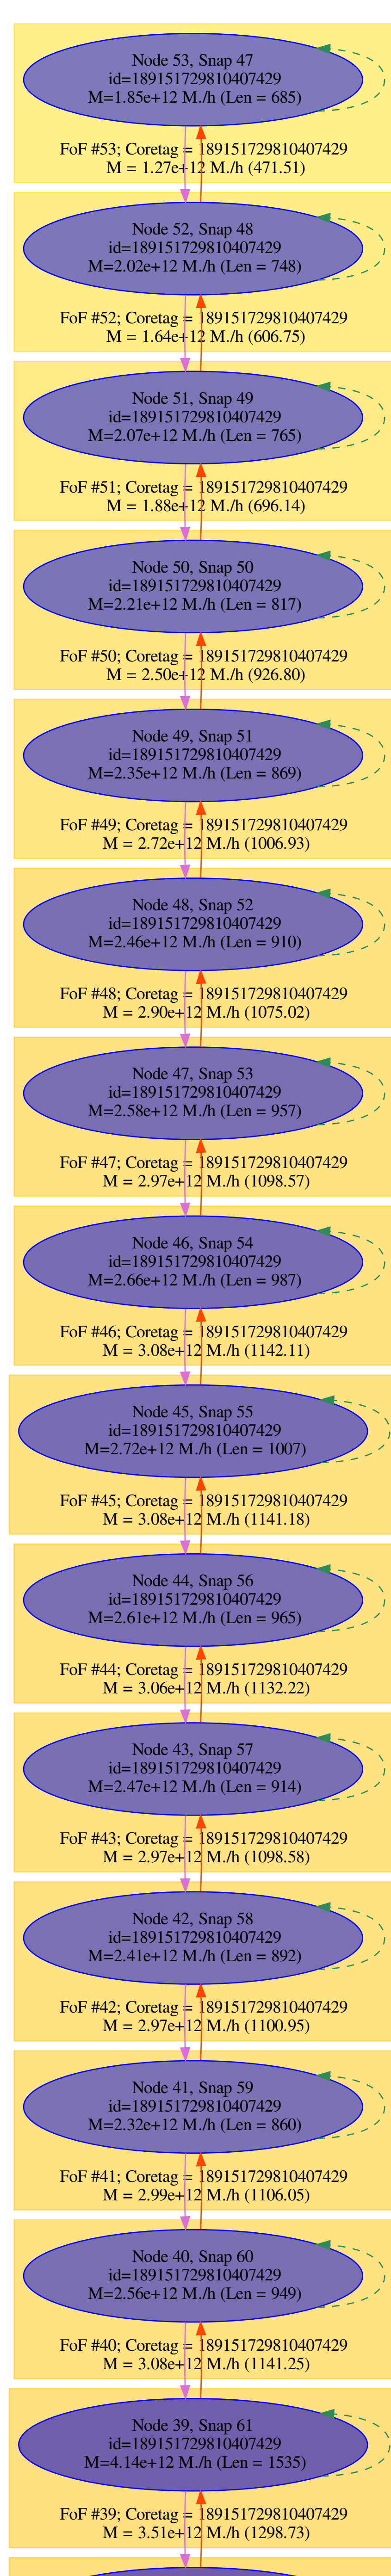 Node 53, Snap 47
id=189151729810407429
M=1.85e+12 M./h (Len = 685)
FoF #53; Coretag = 189151729810407429
M = 1.27e+12 M./h (471.51)
Node 52, Snap 48
id=189151729810407429
M=2.02e+12 M./h (Len = 748)
FoF #52; Coretag = 189151729810407429
M = 1.64e+12 M./h (606.75)
Node 51, Snap 49
id=189151729810407429
M=2.07e+12 M./h (Len = 765)
FoF #51; Coretag = 189151729810407429
M = 1.88e+12 M./h (696.14)
Node 50, Snap 50
id=189151729810407429
M=2.21e+12 M./h (Len = 817)
FoF #50; Coretag = 189151729810407429
M = 2.50e+12 M./h (926.80)
Node 49, Snap 51
id=189151729810407429
M=2.35e+12 M./h (Len = 869)
FoF #49; Coretag = 189151729810407429
M = 2.72e+12 M./h (1006.93)
Node 48, Snap 52
id=189151729810407429
M=2.46e+12 M./h (Len = 910)
FoF #48; Coretag = 189151729810407429
M = 2.90e+12 M./h (1075.02)
Node 47, Snap 53
id=189151729810407429
M=2.58e+12 M./h (Len = 957)
FoF #47; Coretag = 189151729810407429
M = 2.97e+12 M./h (1098.57)
Node 46, Snap 54
id=189151729810407429
M=2.66e+12 M./h (Len = 987)
FoF #46; Coretag = 189151729810407429
M = 3.08e+12 M./h (1142.11)
Node 45, Snap 55
id=189151729810407429
M=2.72e+12 M./h (Len = 1007)
FoF #45; Coretag = 189151729810407429
M = 3.08e+12 M./h (1141.18)
Node 44, Snap 56
id=189151729810407429
M=2.61e+12 M./h (Len = 965)
FoF #44; Coretag = 189151729810407429
M = 3.06e+12 M./h (1132.22)
Node 43, Snap 57
id=189151729810407429
M=2.47e+12 M./h (Len = 914)
FoF #43; Coretag = 189151729810407429
M = 2.97e+12 M./h (1098.58)
Node 42, Snap 58
id=189151729810407429
M=2.41e+12 M./h (Len = 892)
FoF #42; Coretag = 189151729810407429
M = 2.97e+12 M./h (1100.95)
Node 41, Snap 59
id=189151729810407429
M=2.32e+12 M./h (Len = 860)
FoF #41; Coretag = 189151729810407429
M = 2.99e+12 M./h (1106.05)
Node 40, Snap 60
id=189151729810407429
M=2.56e+12 M./h (Len = 949)
FoF #40; Coretag = 189151729810407429
M = 3.08e+12 M./h (1141.25)
Node 39, Snap 61
id=189151729810407429
M=4.14e+12 M./h (Len = 1535)
FoF #39; Coretag = 189151729810407429
M = 3.51e+12 M./h (1298.73)